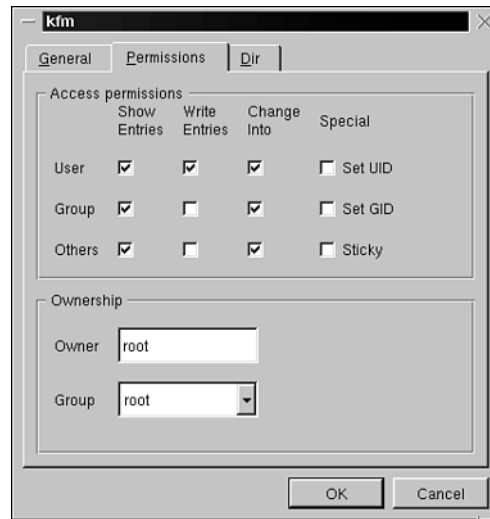 kfm
General Permissions Dir
Access permissions
Show Entries Write Entries Change Into Special
User Set UID
Group Set GID
Others Sticky
Ownership
Owner root
Group root
OK Cancel